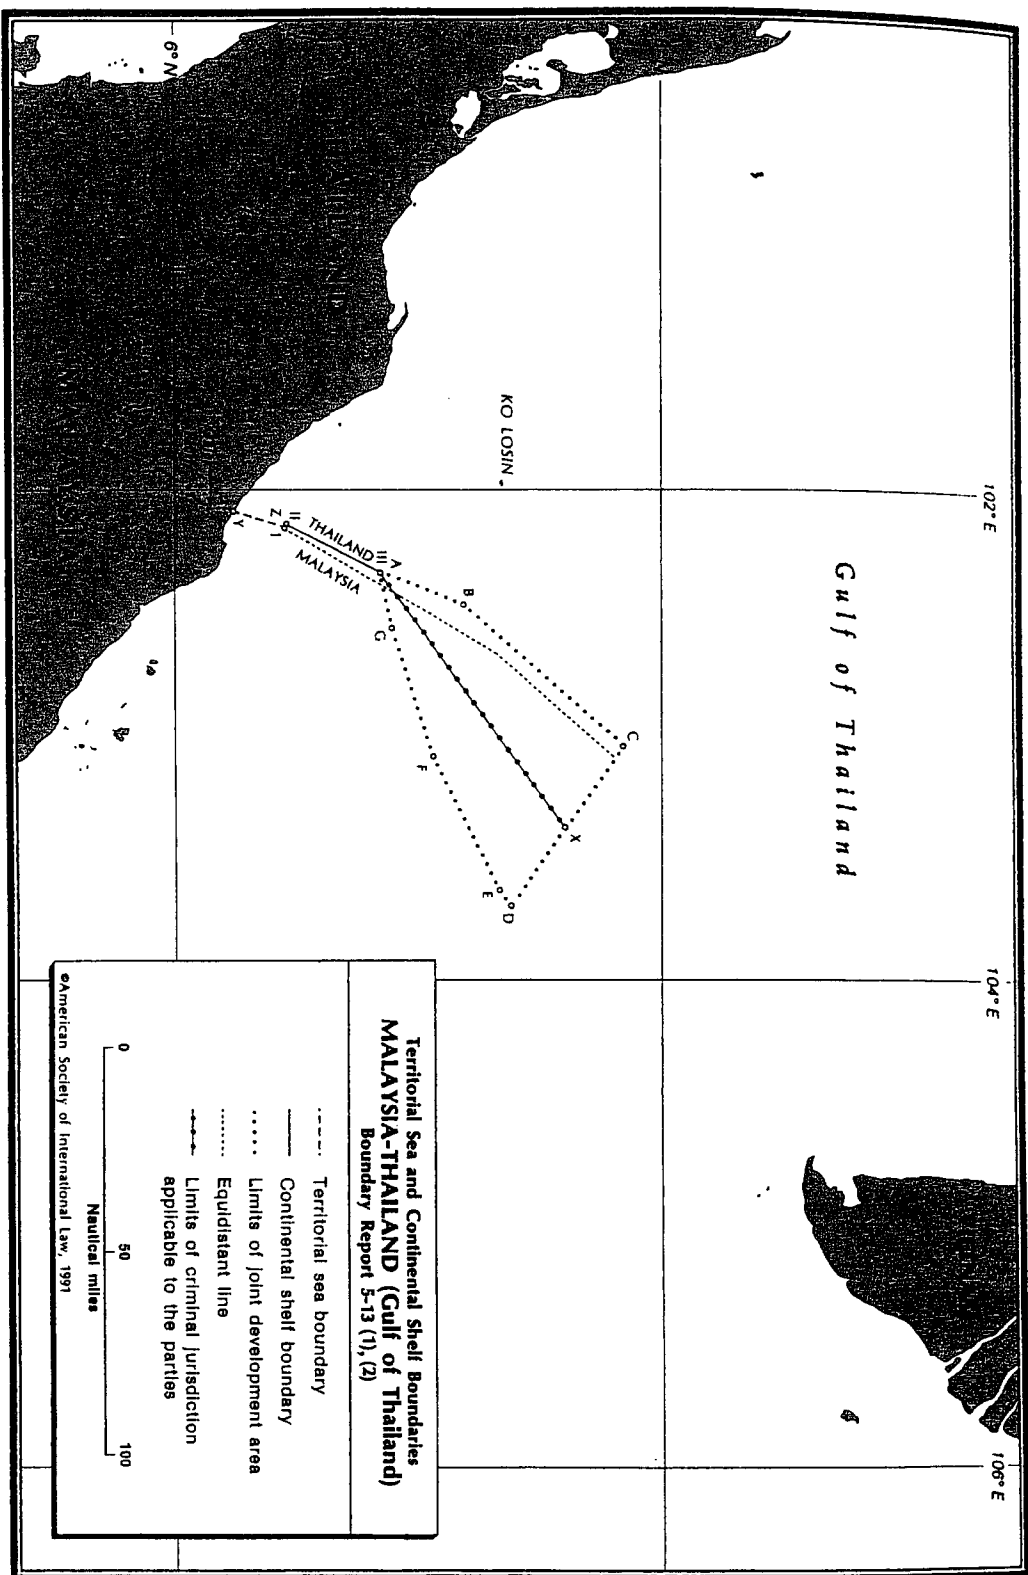 6° N
102° E
104° E
106° E
Gulf of Thailand
KO LOSIN
THAILAND
MALAYSIA
Y
Z
I
II
III
A
B
C
X
D
E
F
G
Territorial Sea and Continental Shelf Boundaries
MALAYSIA-THAILAND (Gulf of Thailand)
Boundary Report 5-13 (1), (2)
Territorial sea boundary
Continental shelf boundary
Limits of joint development area
Equidistant line
Limits of criminal jurisdiction
applicable to the parties
Nautical miles
0 50 100
©American Society of International Law, 1991